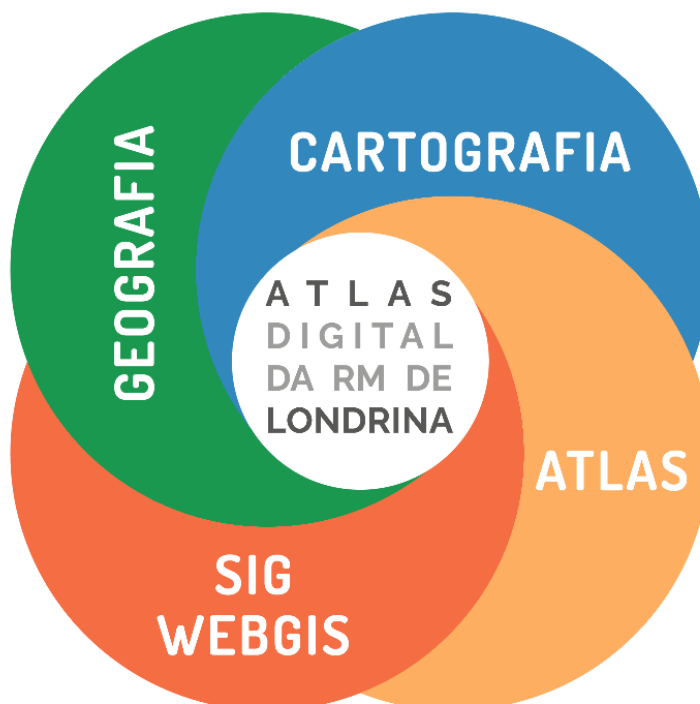 GEOGRAFIA
CARTOGRAFIA
ATLAS
DIGITAL
DA RM DE
LONDRINA
ATLAS
SIG
WEBGIS